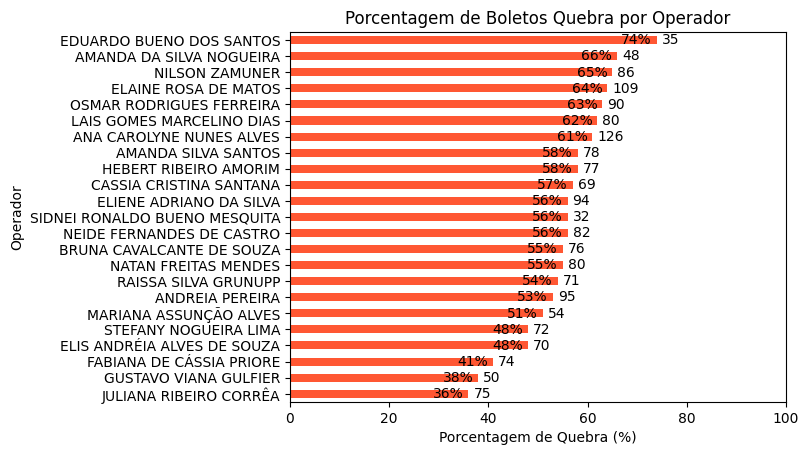 Porcentagem de Boletos Quebra por Operador
EDUARDO BUENO DOS SANTOS 74% 35
AMANDA DA SILVA NOGUEIRA 66% 48
NILSON ZAMUNER 65% 86
ELAINE ROSA DE MATOS 64% 109
OSMAR RODRIGUES FERREIRA 63% 90
LAIS GOMES MARCELINO DIAS 62% 80
ANA CAROLYNE NUNES ALVES 61% 126
AMANDA SILVA SANTOS 58% 78
HEBERT RIBEIRO AMORIM 58% 77
CASSIA CRISTINA SANTANA 57% 69
ELIENE ADRIANO DA SILVA 56% 94
SIDNEI RONALDO BUENO MESQUITA 56% 32
NEIDE FERNANDES DE CASTRO 56% 82
BRUNA CAVALCANTE DE SOUZA 55% 76
NATAN FREITAS MENDES 55% 80
RAISSA SILVA GRUNUPP 54% 71
ANDREIA PEREIRA 53% 95
MARIANA ASSUNÇÃO ALVES 51% 54
STEFANY NOGUEIRA LIMA 48% 72
ELIS ANDRÉIA ALVES DE SOUZA 48% 70
FABIANA DE CÁSSIA PRIORE 41% 74
GUSTAVO VIANA GULFIER 38% 50
JULIANA RIBEIRO CORRÊA 36% 75
Operador
0 20 40 60 80 100
Porcentagem de Quebra (%)